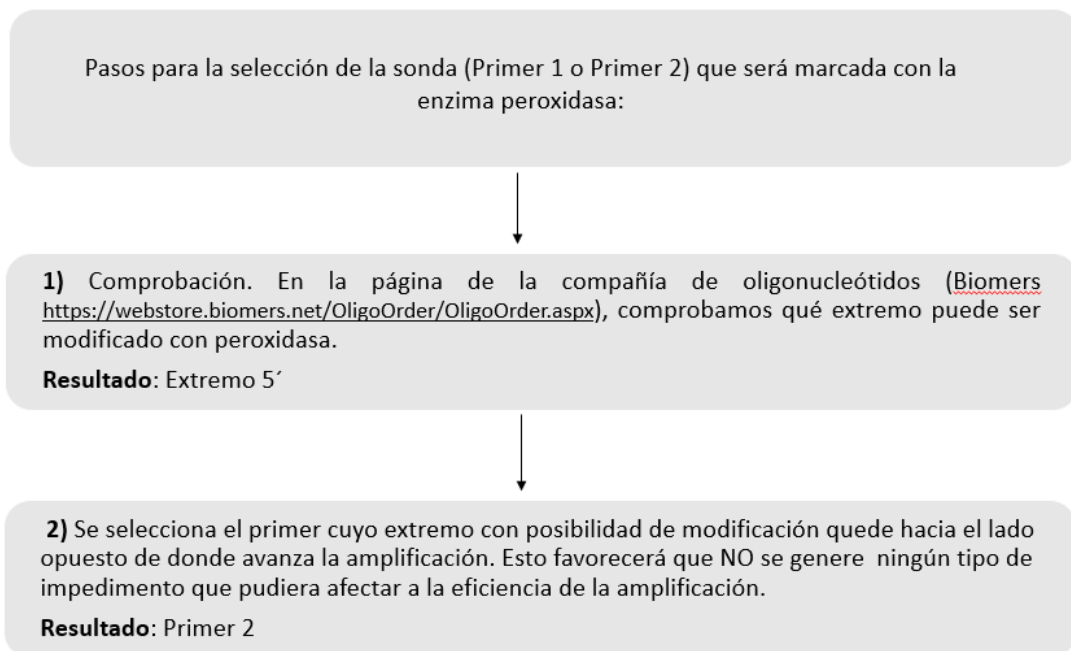 Pasos para la selección de la sonda (Primer 1 o Primer 2) que será marcada con la
enzima peroxidasa:
1) Comprobación. En la página de la compañía de oligonucleótidos (Biomers
https://webstore.biomers.net/OligoOrder/OligoOrder.aspx), comprobamos qué extremo puede ser
modificado con peroxidasa.
Resultado: Extremo 5´
2) Se selecciona el primer cuyo extremo con posibilidad de modificación quede hacia el lado
opuesto de donde avanza la amplificación. Esto favorecerá que NO se genere ningún tipo de
impedimento que pudiera afectar a la eficiencia de la amplificación.
Resultado: Primer 2